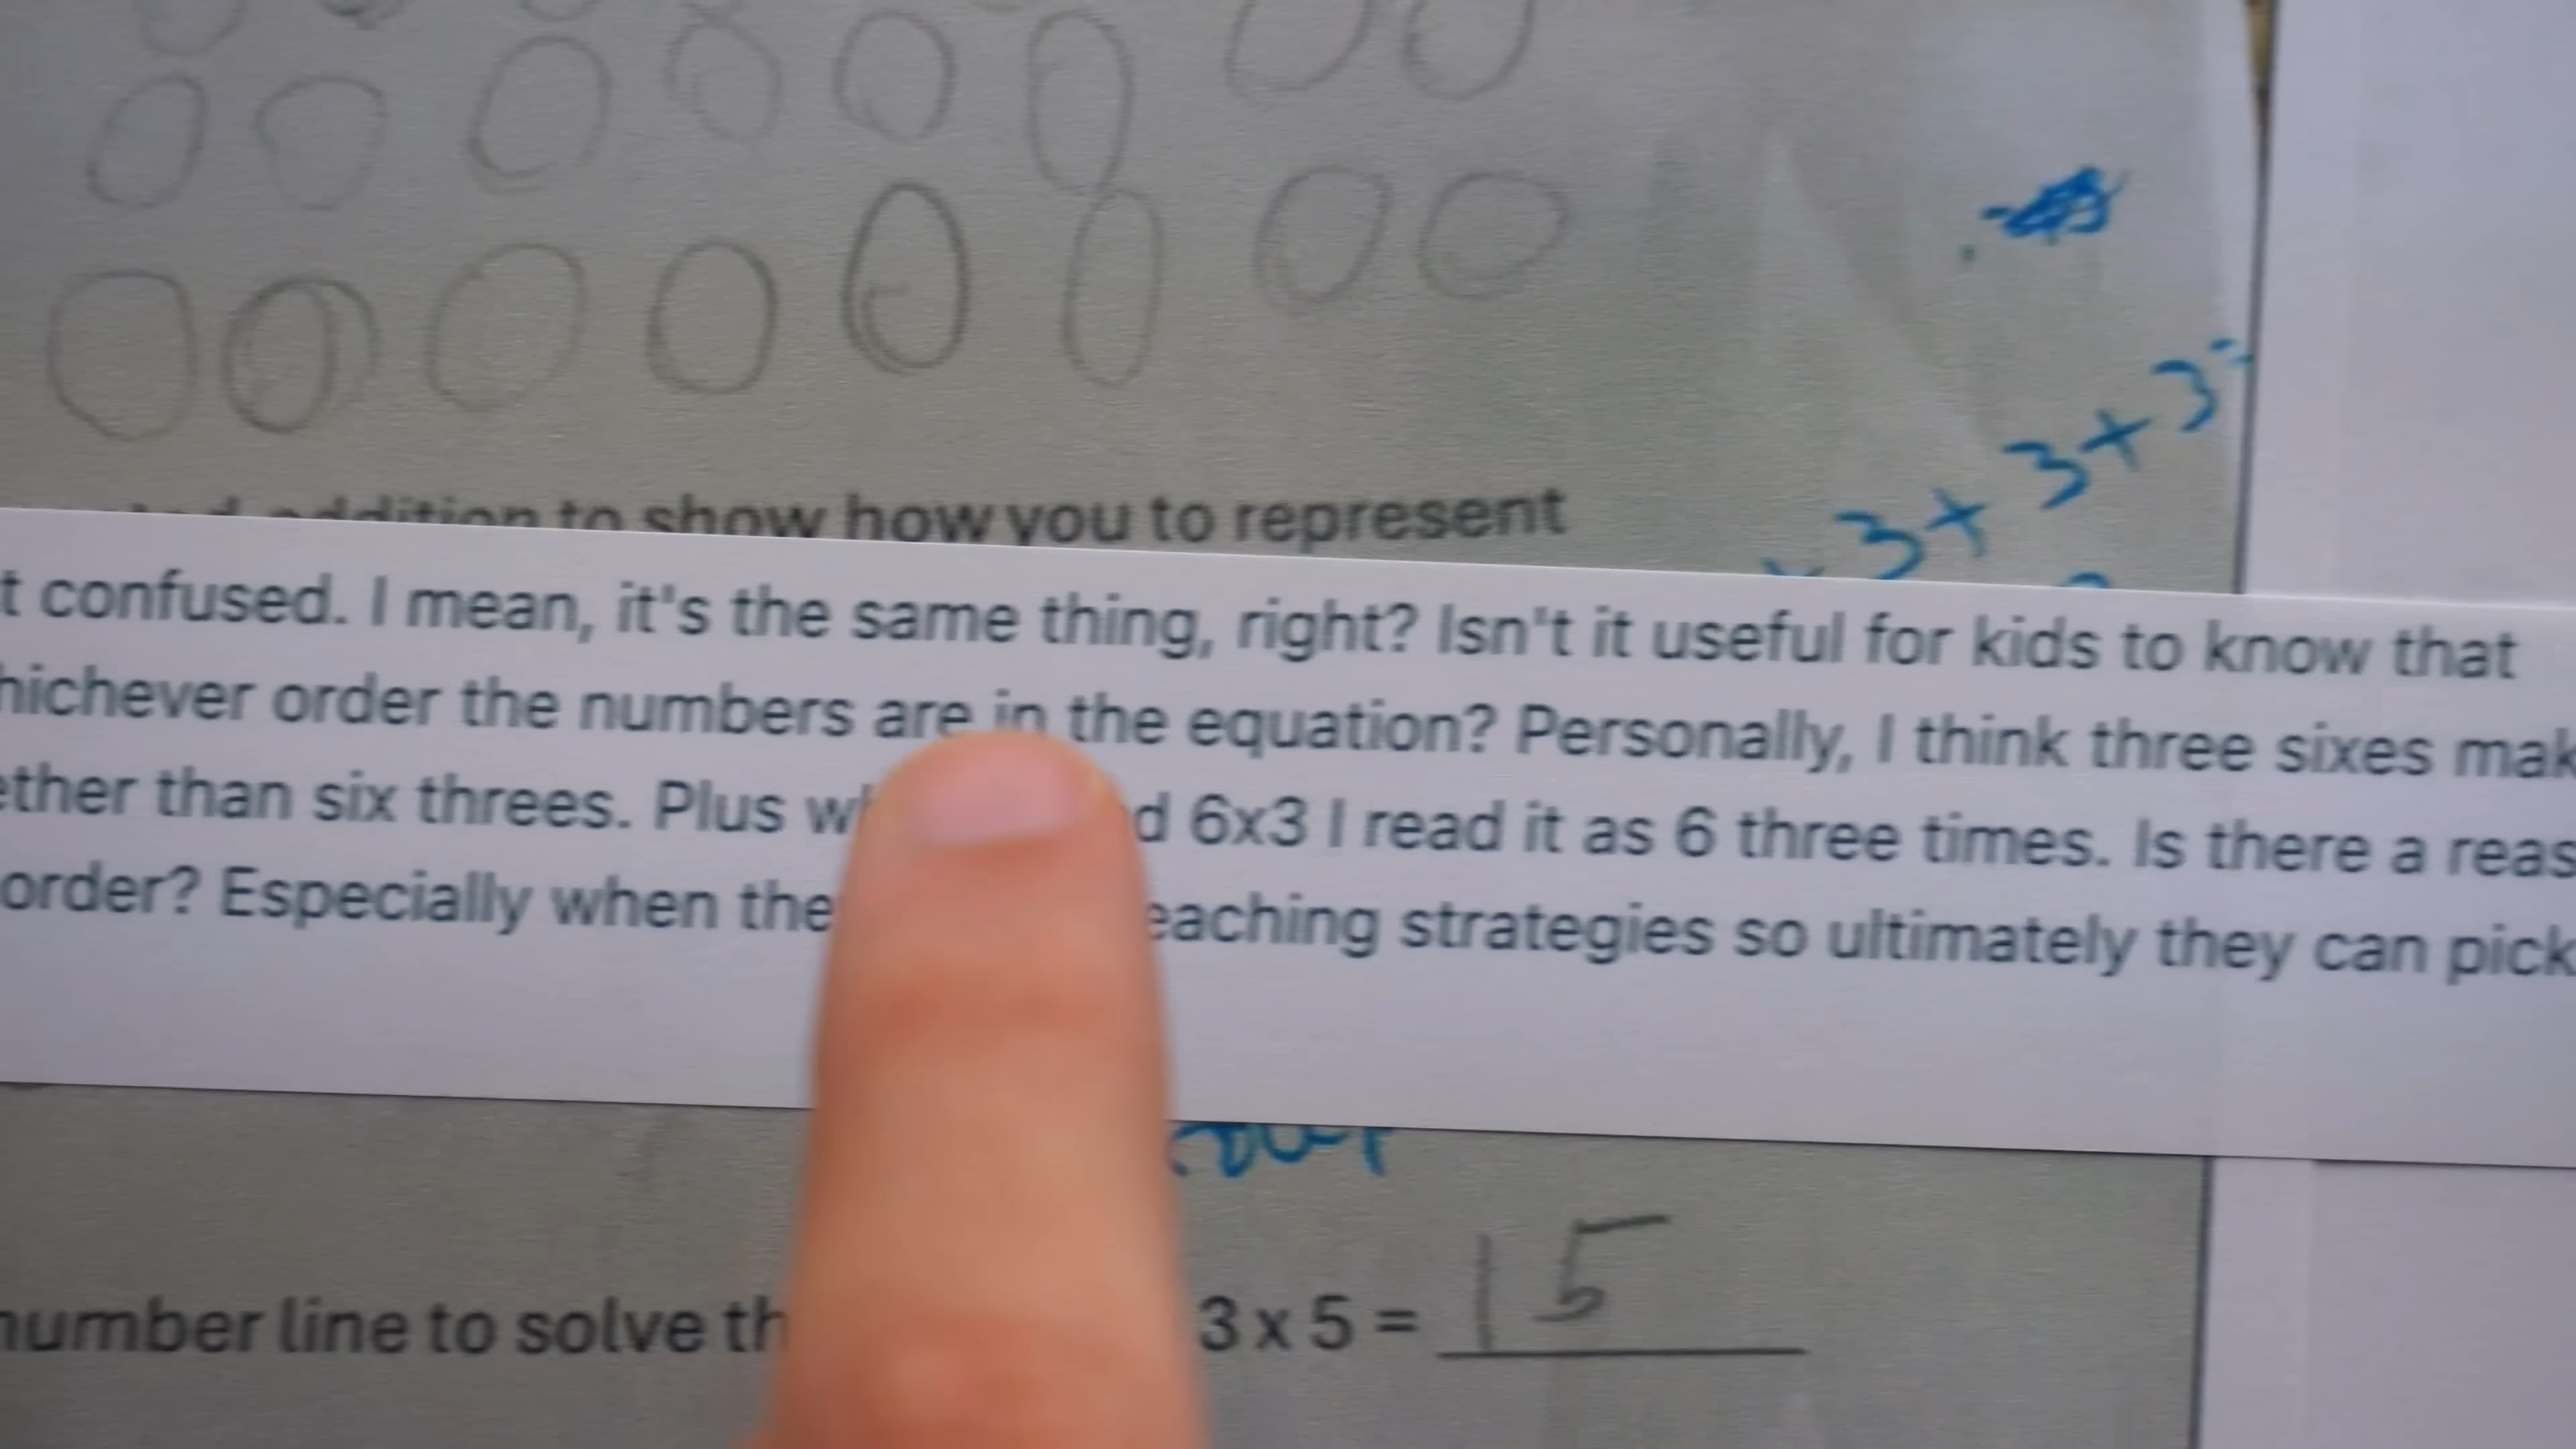 3+3+3=
addition to show how you to represent
t confused. I mean, it's the same thing, right? Isn't it useful for kids to know that
hichever order the numbers are in the equation? Personally, I think three sixes mak
ether than six threes. Plus 6x3 I read it as 6 three times. Is there a reas
order? Especially when the eaching strategies so ultimately they can pick
number line to solve th 3 x 5 = 15